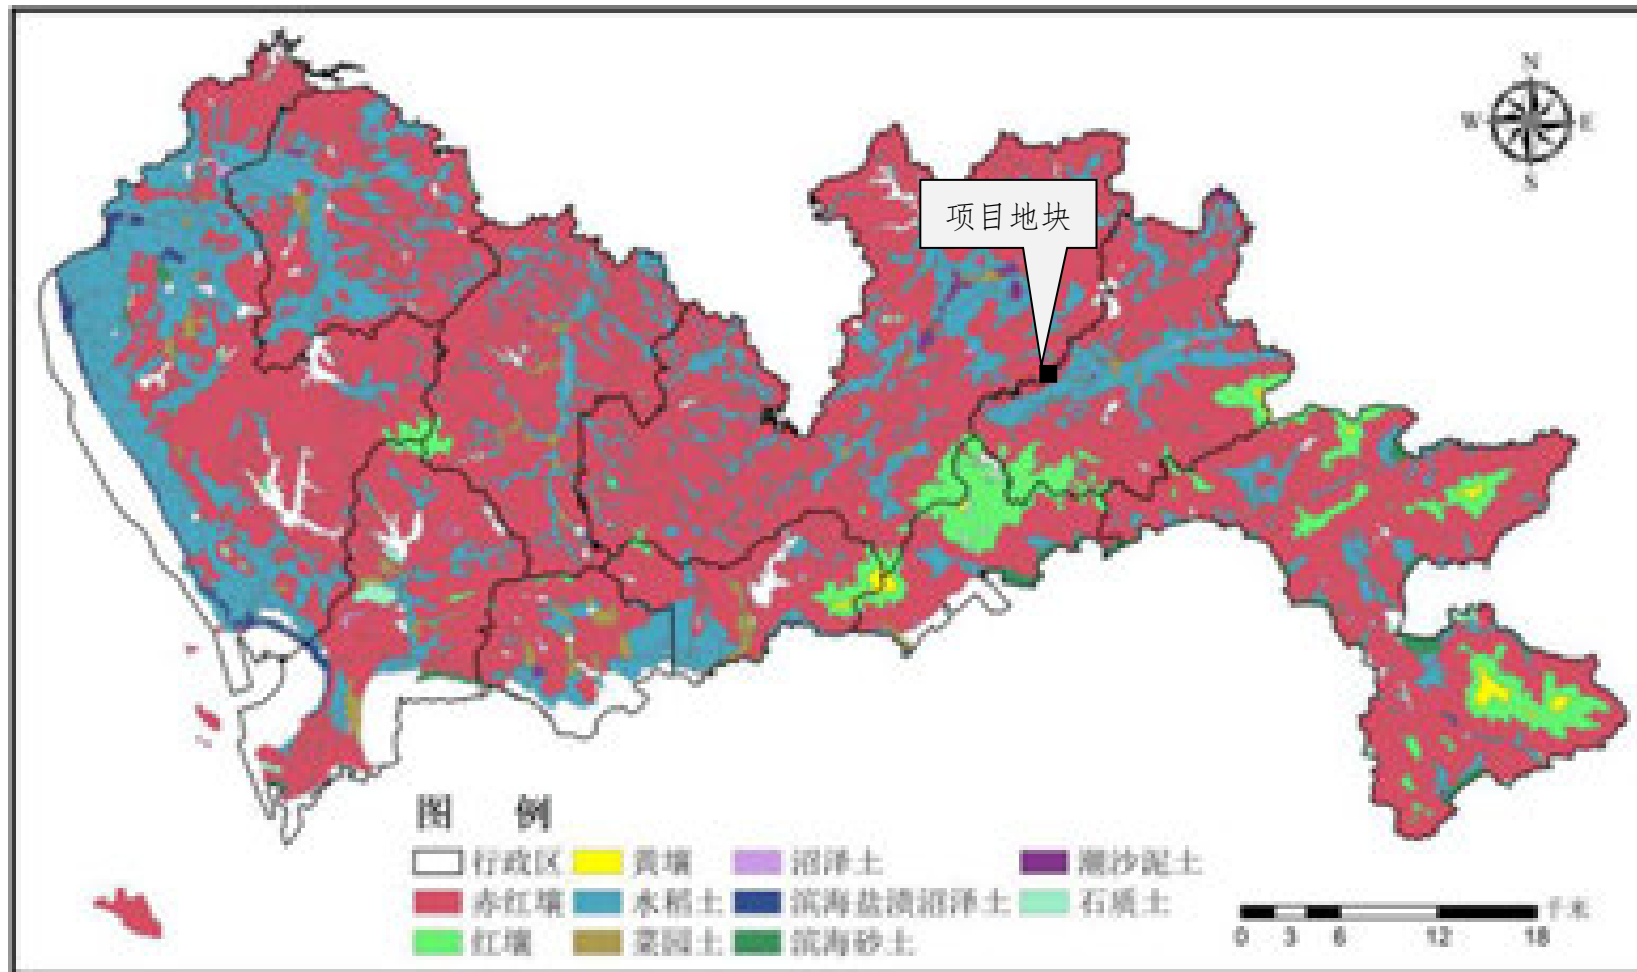 N
W E
S
项目地块
图 例
行政区 黄壤 沼泽土 潮沙泥土
赤红壤 水稻土 滨海盐渍沼泽土 石质土
红壤 菜园土 滨海砂土
千米
0 3 6 12 18